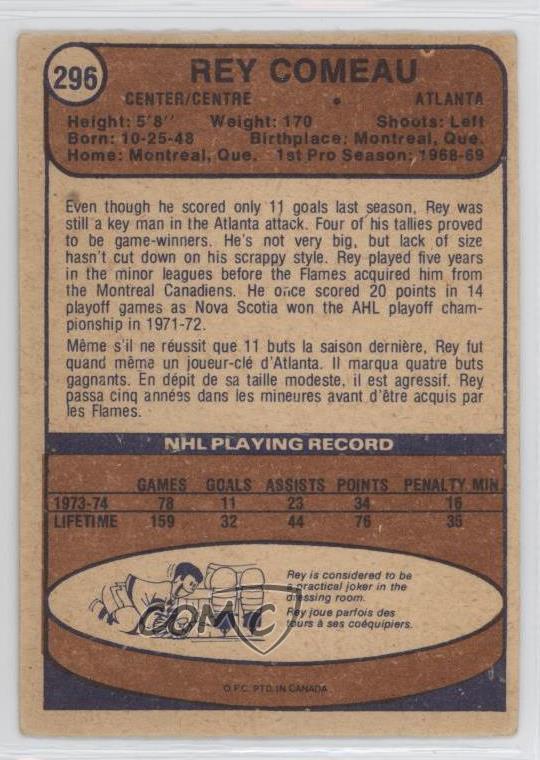 296
REY COMEAU
CENTER/CENTRE • ATLANTA
Height: 5'8" Weight: 170 Shoots: Left
Born: 10-25-48 Birthplace: Montreal, Que.
Home: Montreal, Que. 1st Pro Season: 1968-69
Even though he scored only 11 goals last season, Rey was
still a key man in the Atlanta attack. Four of his tallies proved
to be game-winners. He's not very big, but lack of size
hasn't cut down on his scrappy style. Rey played five years
in the minor leagues before the Flames acquired him from
the Montreal Canadiens. He once scored 20 points in 14
playoff games as Nova Scotia won the AHL playoff cham-
pionship in 1971-72.
Même s'il ne réussit que 11 buts la saison dernière, Rey fut
quand même un joueur-clé d'Atlanta. Il marqua quatre buts
gagnants. En dépit de sa taille modeste, il est agressif. Rey
passa cinq années dans les mineures avant d'être acquis par
les Flames.
NHL PLAYING RECORD
GAMES GOALS ASSISTS POINTS PENALTY MIN.
1973-74 78 11 23 34 16
LIFETIME 159 32 44 76 35
Rey is considered to be
a practical joker in the
dressing room.
Rey joue parfois des
tours à ses coéquipiers.
COMC
O.P.C. PTD. IN CANADA